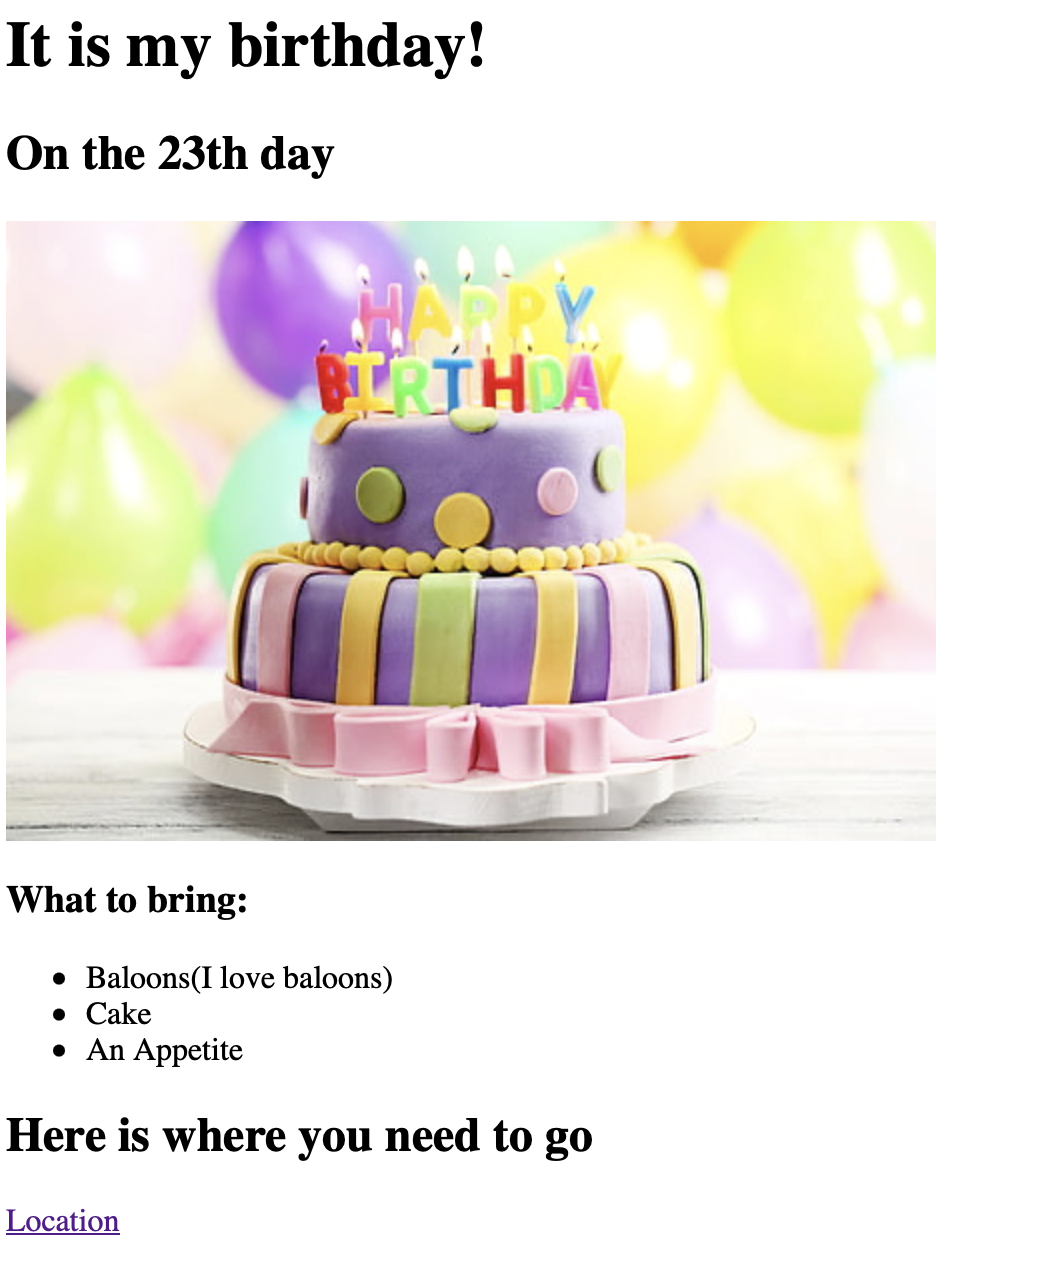 It is my birthday!
On the 23th day
HAPPY
BIRTHDAY
What to bring:
Baloons(I love baloons)
Cake
An Appetite
Here is where you need to go
Location